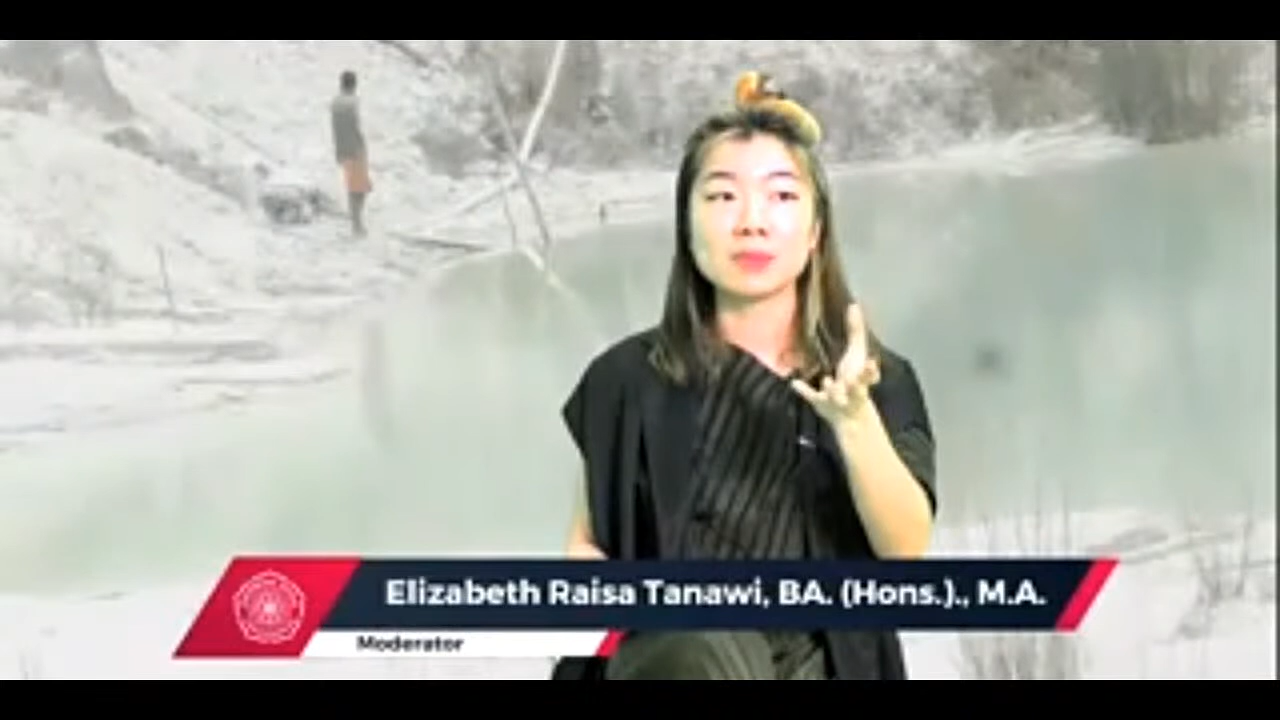 Elizabeth Raisa Tanawi, BA. (Hons.)., M.A.
Moderator